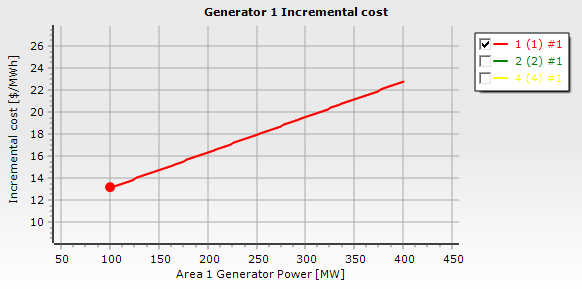 Generator 1 Incremental cost
Incremental cost [$/MWh]
26
24
22
20
18
16
14
12
10
50 100 150 200 250 300 350 400 450
Area 1 Generator Power [MW]
1 (1) #1
2 (2) #1
4 (4) #1